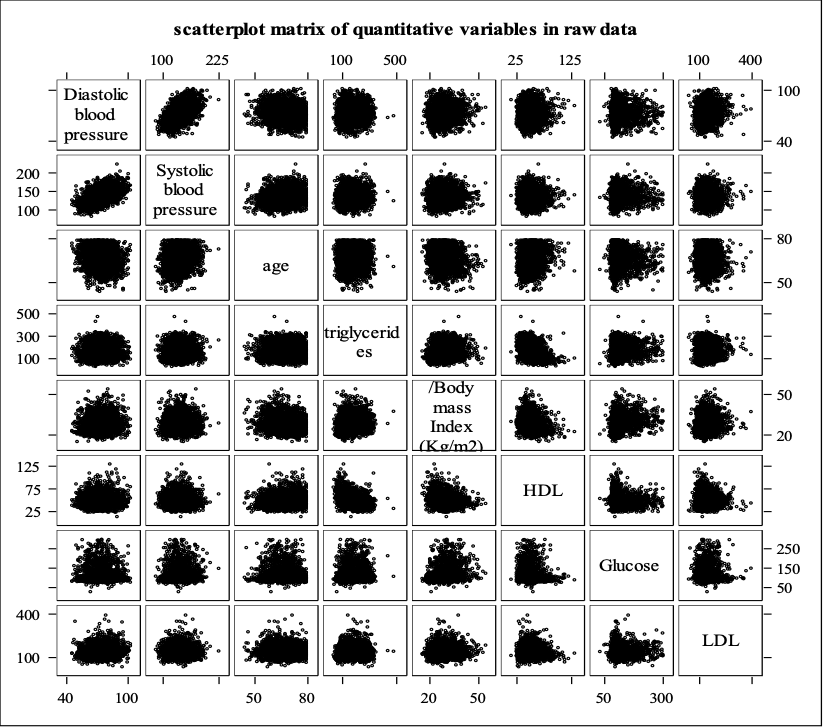 scatterplot matrix of quantitative variables in raw data
100 225 100 500 25 125 100 400
Diastolic
blood
pressure
100
40
200
150
100
Systolic
blood
pressure
age
80
50
500
300
100
triglycerid
es
/Body
mass
Index
(Kg/m2)
50
20
125
75
25
HDL
Glucose
250
150
50
400
100
LDL
40 100 50 80 20 50 50 300